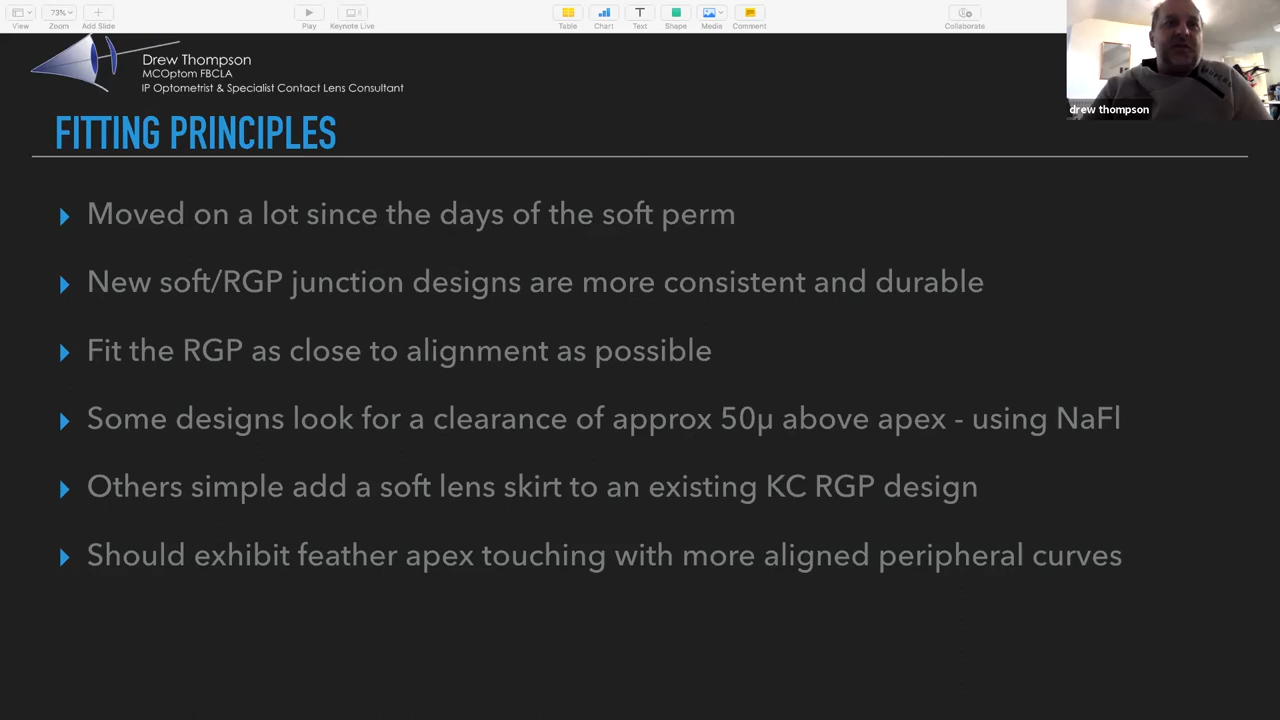 73%
View
Zoom
Add Slide
Play
Keynote Live
Table
Chart
Text
Shape
Media
Comment
Collaborate
Drew Thompson
MCOptom FBCLA
IP Optometrist & Specialist Contact Lens Consultant
drew thompson
FITTING PRINCIPLES
Moved on a lot since the days of the soft perm
New soft/RGP junction designs are more consistent and durable
Fit the RGP as close to alignment as possible
Some designs look for a clearance of approx 50µ above apex - using NaFl
Others simple add a soft lens skirt to an existing KC RGP design
Should exhibit feather apex touching with more aligned peripheral curves